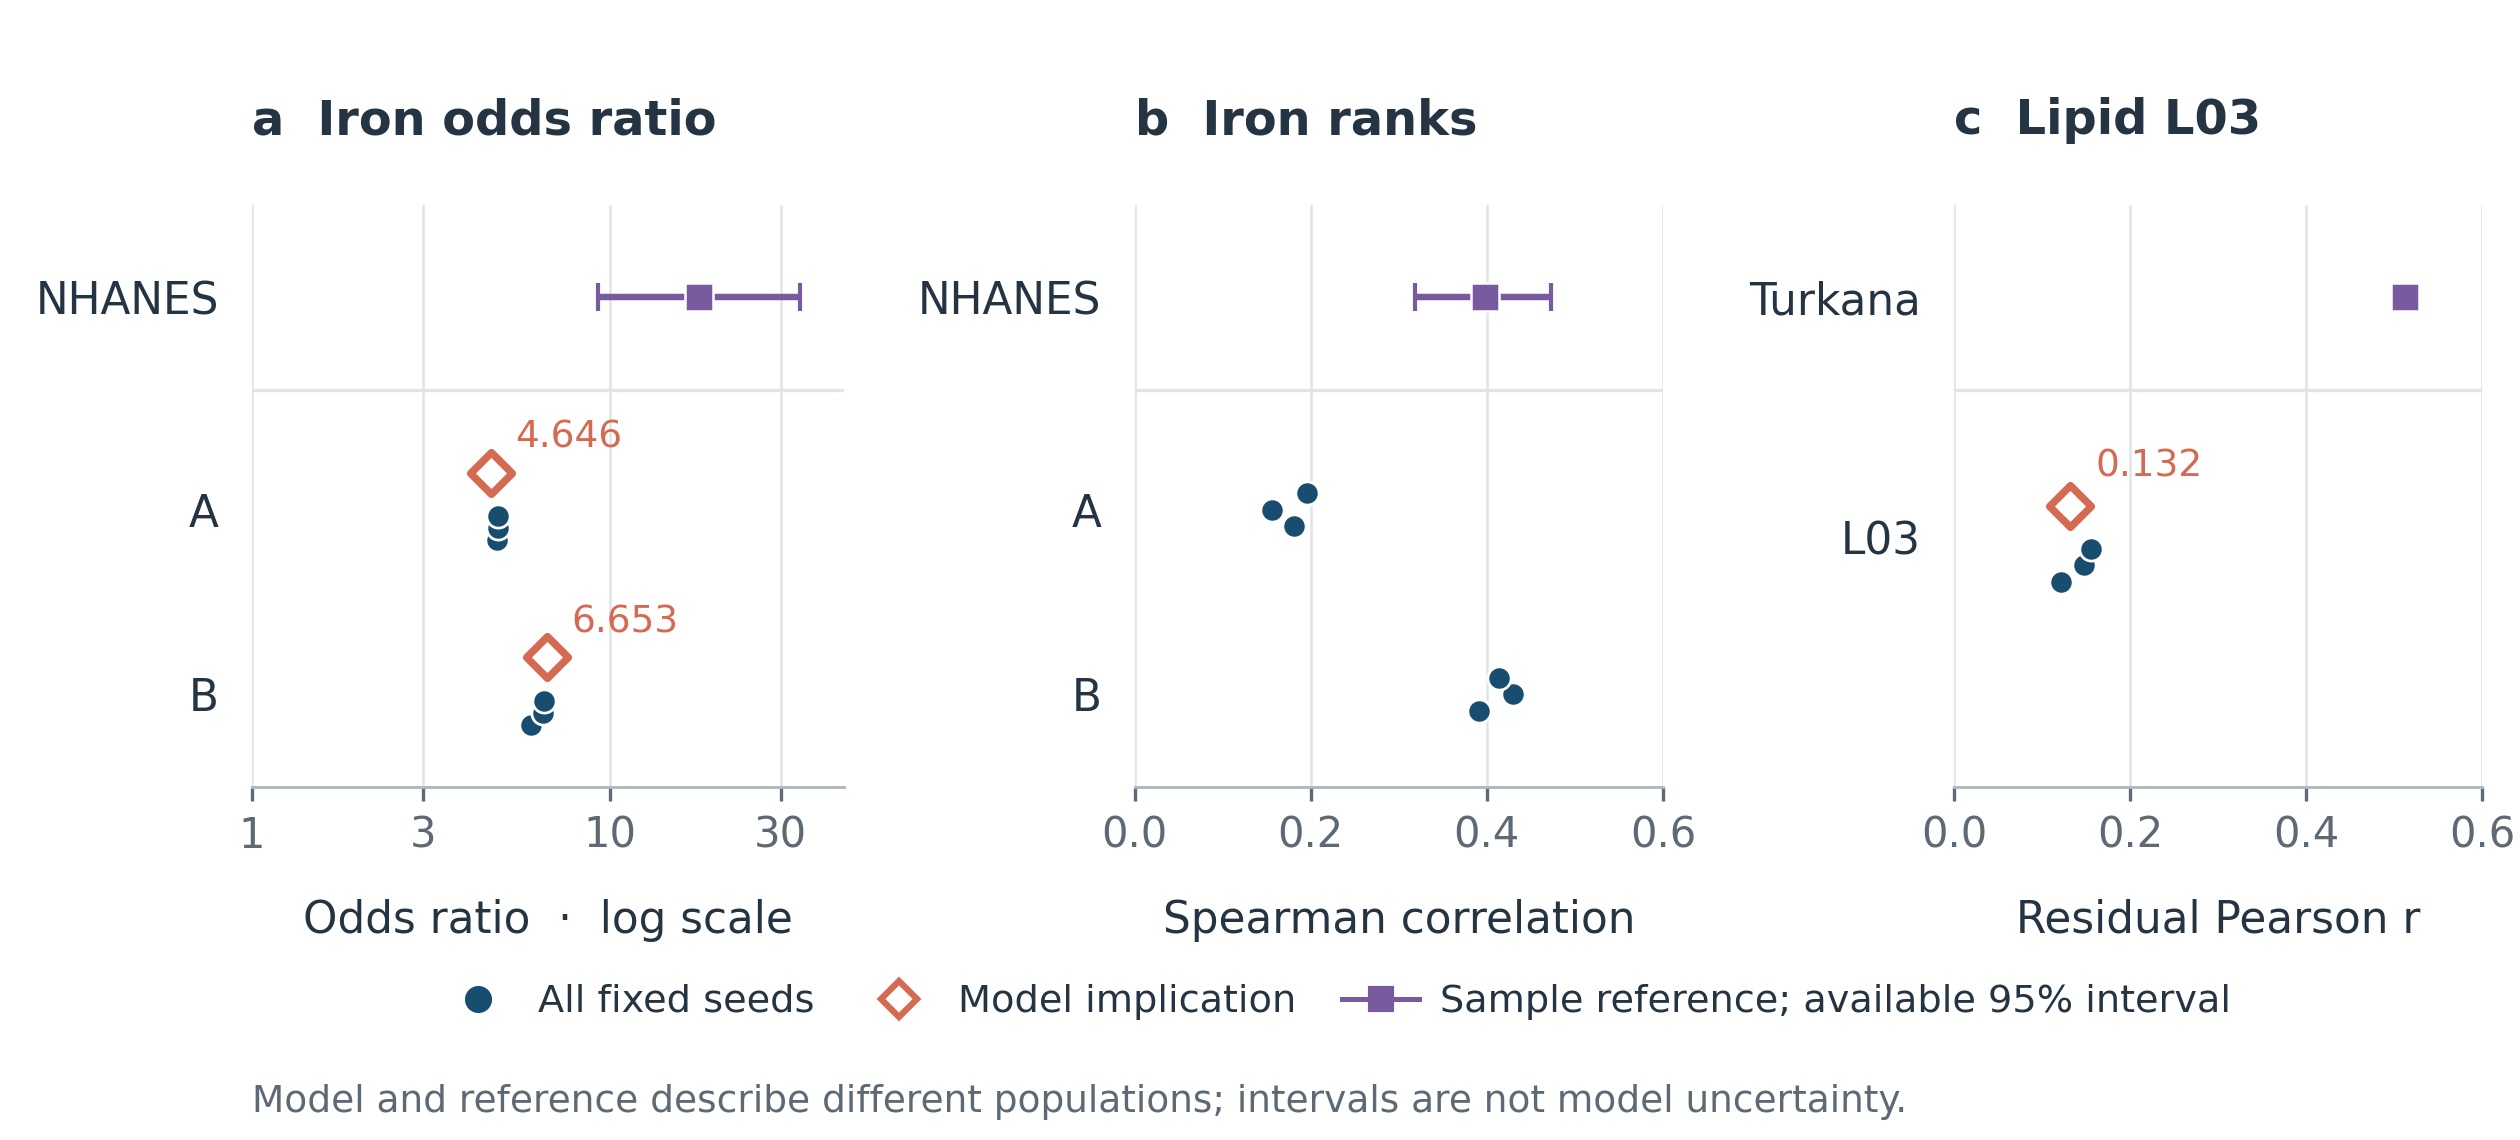 a Iron odds ratio
b Iron ranks
c Lipid L03
NHANES
NHANES
Turkana
4.646
0.132
A
A
L03
6.653
B
B
1 3 10 30
0.0 0.2 0.4 0.6
0.0 0.2 0.4 0.6
Odds ratio · log scale
Spearman correlation
Residual Pearson r
All fixed seeds
Model implication
Sample reference; available 95% interval
Model and reference describe different populations; intervals are not model uncertainty.